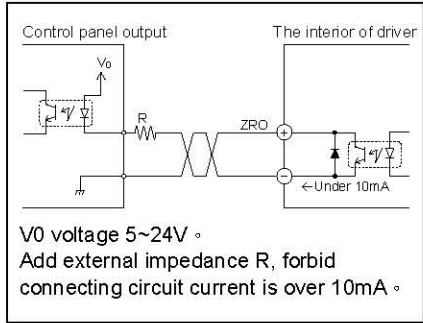 Control panel output
The interior of driver
V0
R
ZRO
+
−
←Under 10mA
V0 voltage 5~24V。
Add external impedance R, forbid
connecting circuit current is over 10mA。